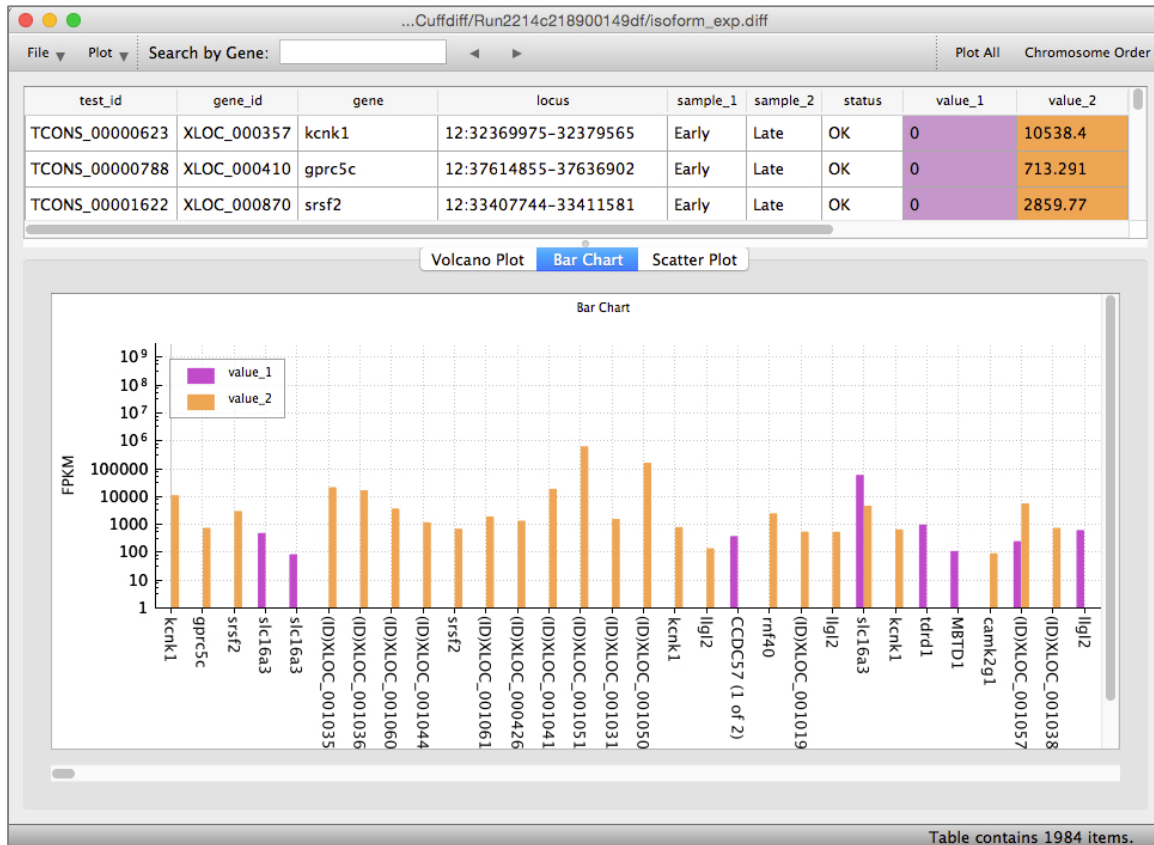 ...Cuffdiff/Run2214c218900149df/isoform_exp.diff
File Plot Search by Gene: Plot All Chromosome Order
test_id gene_id gene locus sample_1 sample_2 status value_1 value_2
TCONS_00000623 XLOC_000357 kcnk1 12:32369975-32379565 Early Late OK 0 10538.4
TCONS_00000788 XLOC_000410 gprc5c 12:37614855-37636902 Early Late OK 0 713.291
TCONS_00001622 XLOC_000870 srsf2 12:33407744-33411581 Early Late OK 0 2859.77
Volcano Plot Bar Chart Scatter Plot
Bar Chart
FPKM
10⁹
10⁸
10⁷
10⁶
100000
10000
1000
100
10
1
value_1
value_2
kcnk1
gprc5c
srsf2
slc16a3
slc16a3
(ID)XLOC_001035
(ID)XLOC_001036
(ID)XLOC_001060
(ID)XLOC_001044
srsf2
(ID)XLOC_001061
(ID)XLOC_000426
(ID)XLOC_001041
(ID)XLOC_001051
(ID)XLOC_001031
(ID)XLOC_001050
kcnk1
llgl2
CCDC57 (1 of 2)
rnf40
(ID)XLOC_001019
llgl2
slc16a3
kcnk1
tdrd1
MBTD1
camk2g1
(ID)XLOC_001057
(ID)XLOC_001038
llgl2
Table contains 1984 items.